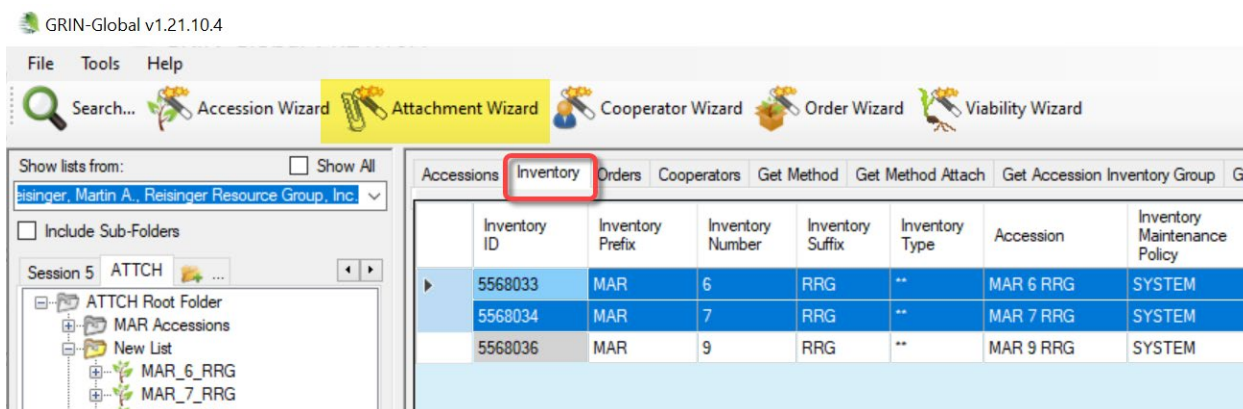 GRIN-Global v1.21.10.4
File Tools Help
Search... Accession Wizard Attachment Wizard Cooperator Wizard Order Wizard Viability Wizard
Show lists from: Show All
eisinger, Martin A., Reisinger Resource Group, Inc.
Include Sub-Folders
Session 5 ATTCH ...
ATTCH Root Folder
MAR Accessions
New List
MAR_6_RRG
MAR_7_RRG
Accessions Inventory Orders Cooperators Get Method Get Method Attach Get Accession Inventory Group G
Inventory ID Inventory Prefix Inventory Number Inventory Suffix Inventory Type Accession Inventory Maintenance Policy
5568033 MAR 6 RRG ** MAR 6 RRG SYSTEM
5568034 MAR 7 RRG ** MAR 7 RRG SYSTEM
5568036 MAR 9 RRG ** MAR 9 RRG SYSTEM